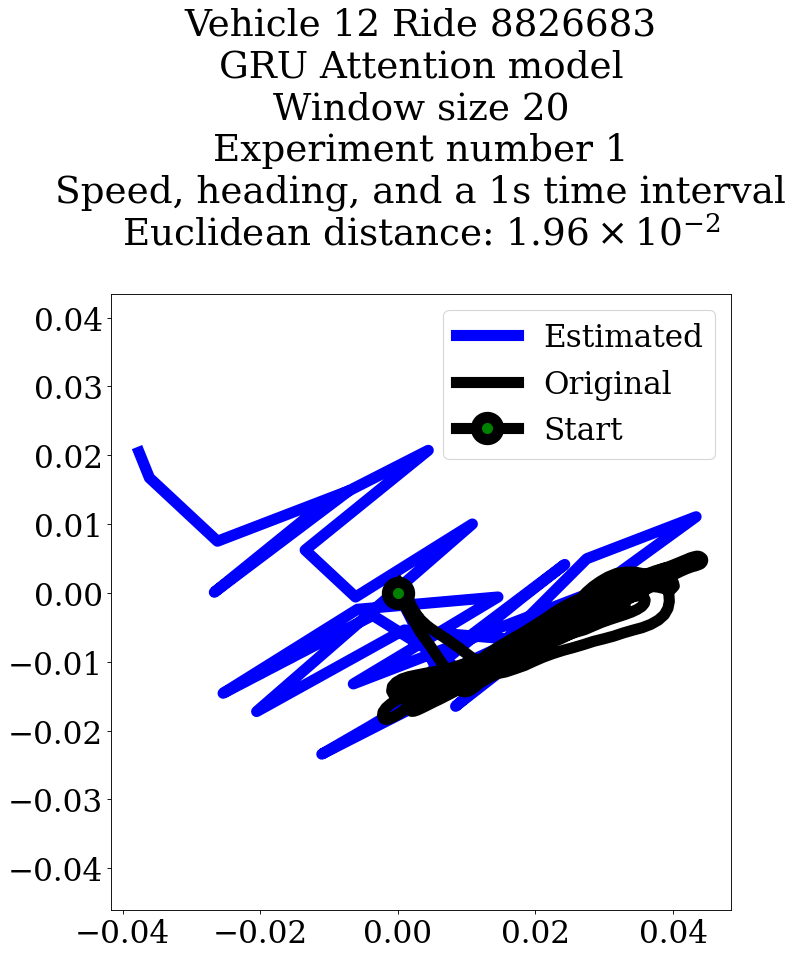 Vehicle 12 Ride 8826683
GRU Attention model
Window size 20
Experiment number 1
Speed, heading, and a 1s time interval
Euclidean distance: 1.96 × 10⁻²
Estimated
Original
Start
0.04
0.03
0.02
0.01
0.00
−0.01
−0.02
−0.03
−0.04
−0.04 −0.02 0.00 0.02 0.04